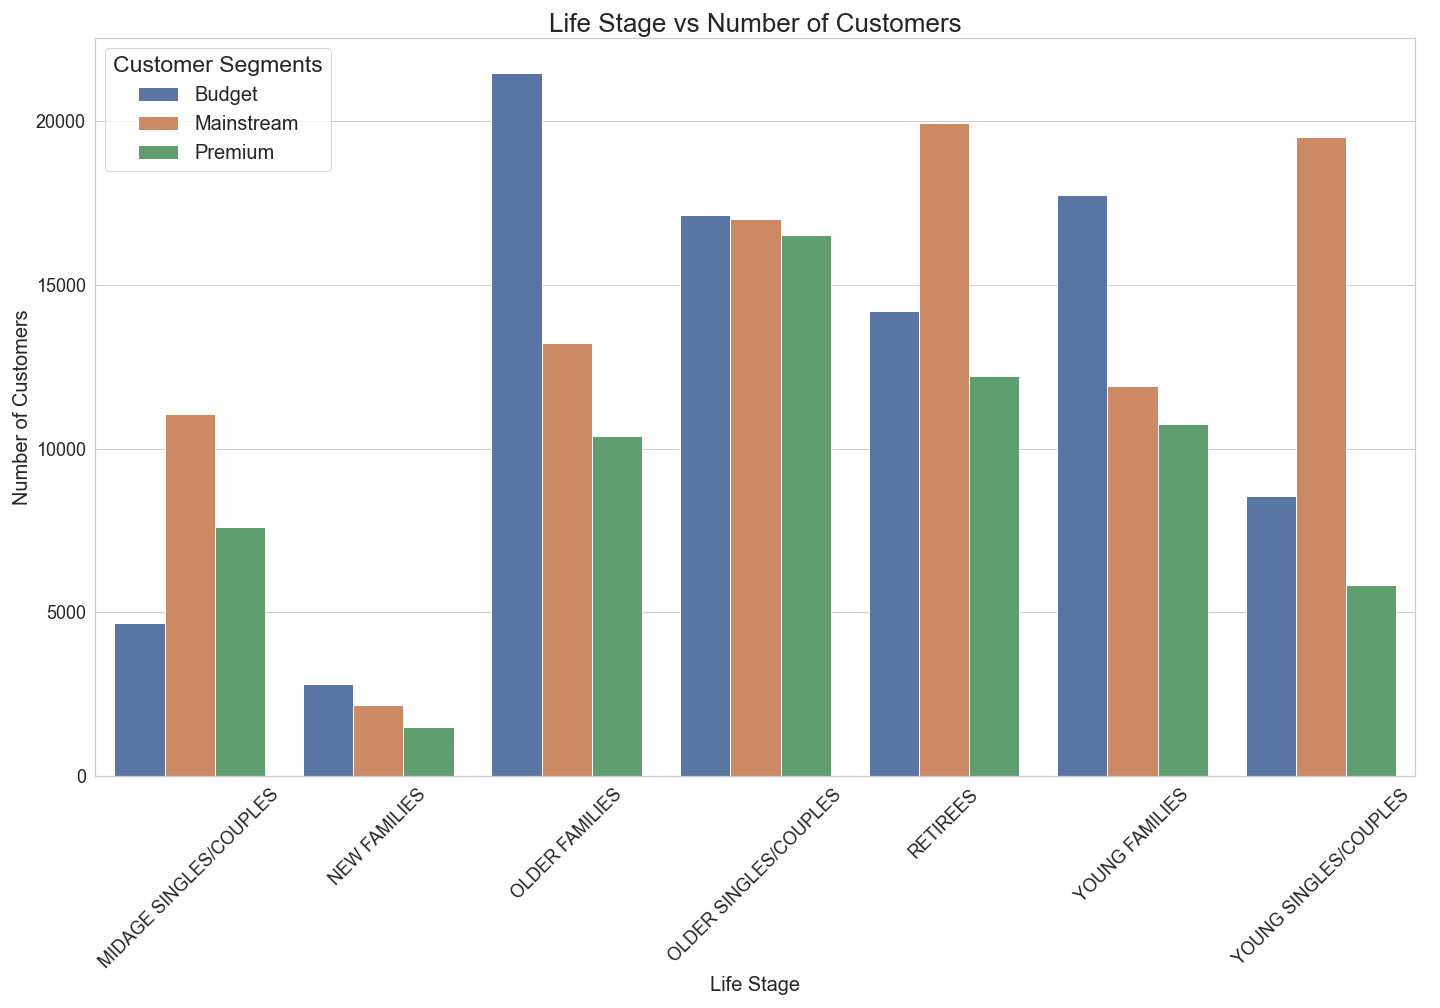 Life Stage vs Number of Customers
Customer Segments
Budget
Mainstream
Premium
Number of Customers
20000
15000
10000
5000
0
MIDAGE SINGLES/COUPLES
NEW FAMILIES
OLDER FAMILIES
OLDER SINGLES/COUPLES
RETIREES
YOUNG FAMILIES
YOUNG SINGLES/COUPLES
Life Stage